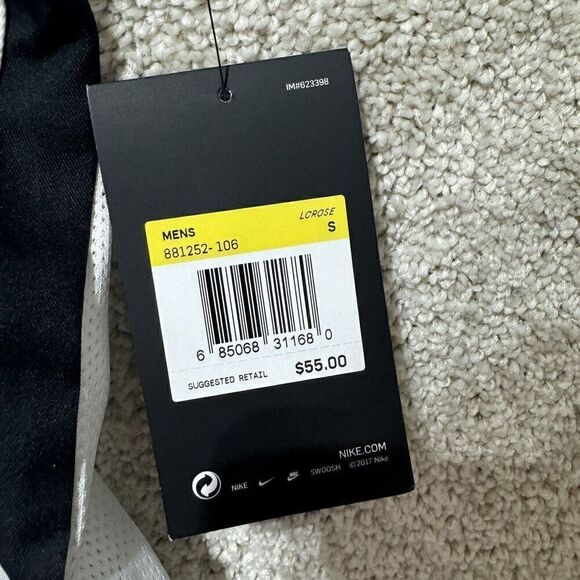 IM#623398
LCROSE
MENS S
881252-106
6 85068 31168 0
SUGGESTED RETAIL $55.00
NIKE.COM
NIKE SWOOSH ©2017 Nike